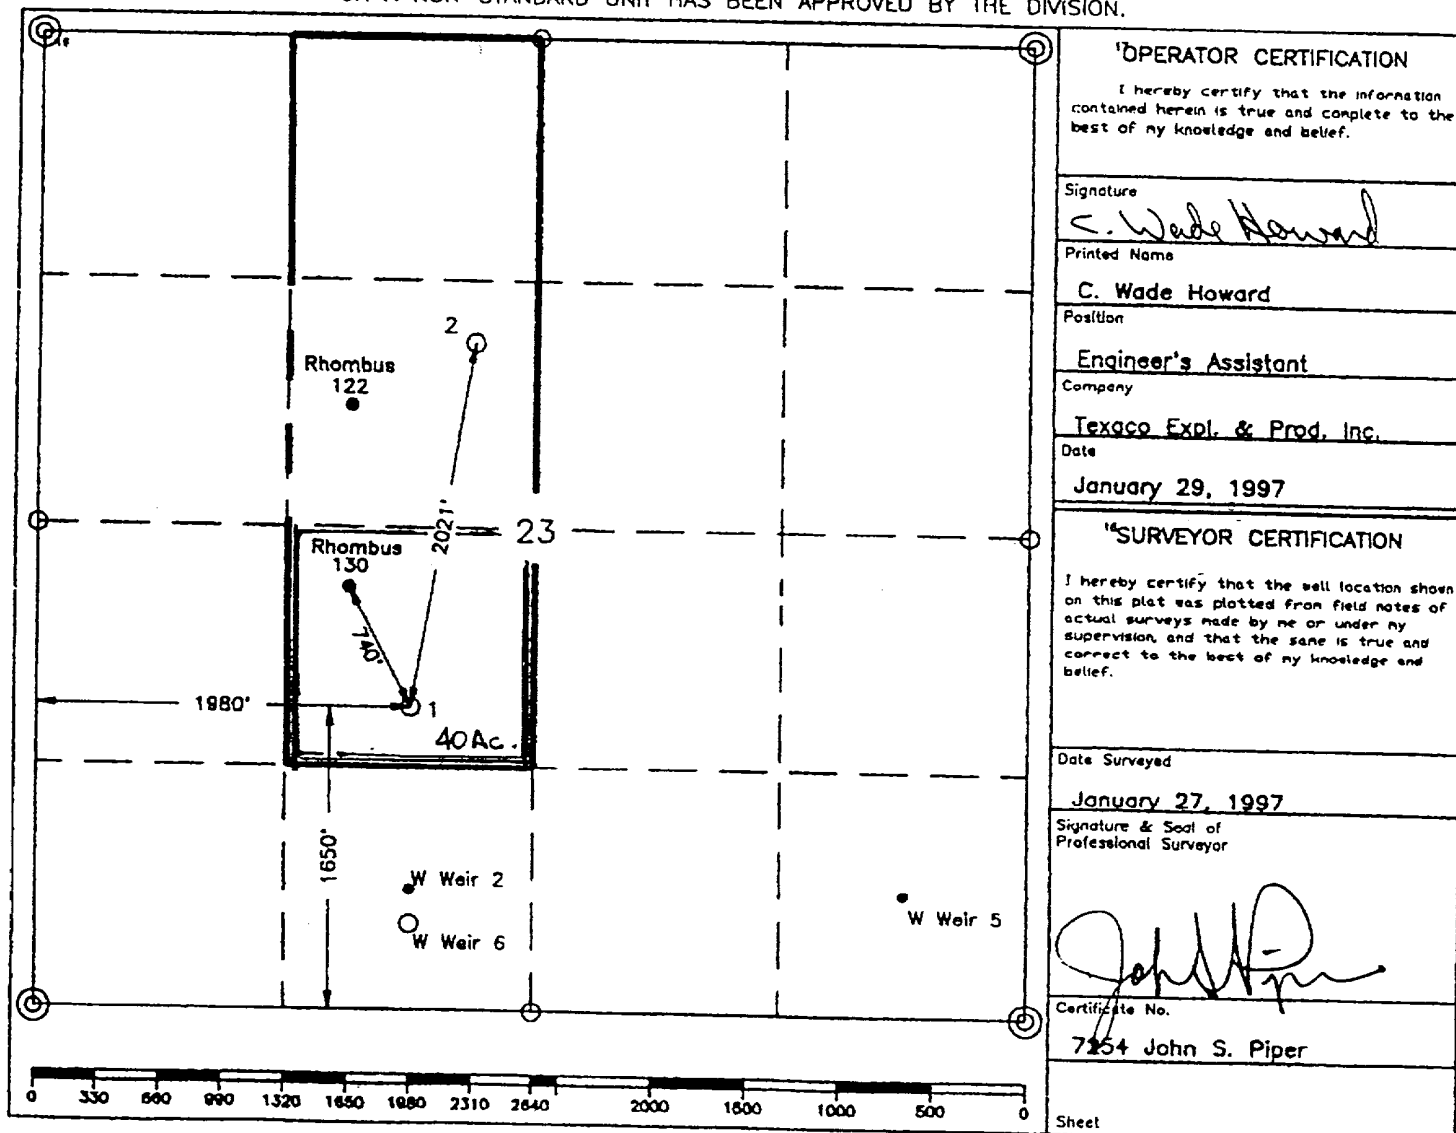 NON-STANDARD UNIT HAS BEEN APPROVED BY THE DIVISION.
16
2
Rhombus
122
2021'
23
Rhombus
130
740'
1980'
1
40 Ac.
1650'
W Weir 2
W Weir 6
W Weir 5
0 330 660 990 1320 1650 1980 2310 2640 2000 1500 1000 500 0
17 OPERATOR CERTIFICATION
I hereby certify that the information
contained herein is true and complete to the
best of my knowledge and belief.
Signature
C. Wade Howard
Printed Name
C. Wade Howard
Position
Engineer's Assistant
Company
Texaco Expl. & Prod. Inc.
Date
January 29, 1997
18 SURVEYOR CERTIFICATION
I hereby certify that the well location shown
on this plat was plotted from field notes of
actual surveys made by me or under my
supervision, and that the same is true and
correct to the best of my knowledge and
belief.
Date Surveyed
January 27, 1997
Signature & Seal of
Professional Surveyor
John S. Piper
Certificate No.
7254 John S. Piper
Sheet